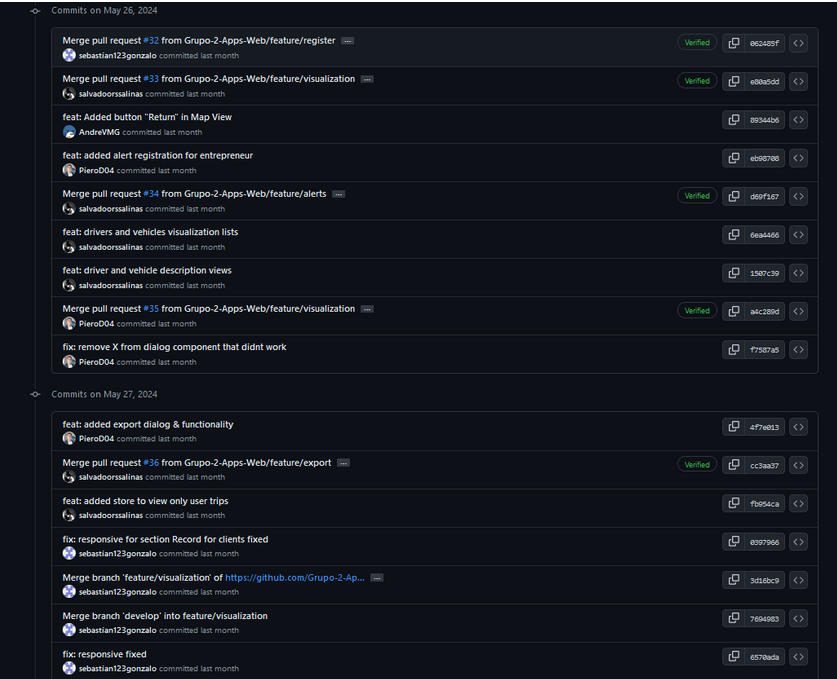 Commits on May 26, 2024
Merge pull request #32 from Grupo-2-Apps-Web/feature/register ...
Verified
062485f
sebastian123gonzalo committed last month
Merge pull request #33 from Grupo-2-Apps-Web/feature/visualization ...
Verified
e80a5dd
salvadoorssalinas committed last month
feat: Added button "Return" in Map View
89344b6
AndreVMG committed last month
feat: added alert registration for entrepreneur
eb98708
PieroD04 committed last month
Merge pull request #34 from Grupo-2-Apps-Web/feature/alerts ...
Verified
d69f167
salvadoorssalinas committed last month
feat: drivers and vehicles visualization lists
6ea4466
salvadoorssalinas committed last month
feat: driver and vehicle description views
1507c39
salvadoorssalinas committed last month
Merge pull request #35 from Grupo-2-Apps-Web/feature/visualization ...
Verified
a4c289d
PieroD04 committed last month
fix: remove X from dialog component that didnt work
f7587a5
PieroD04 committed last month
Commits on May 27, 2024
feat: added export dialog & functionality
4f7e013
PieroD04 committed last month
Merge pull request #36 from Grupo-2-Apps-Web/feature/export ...
Verified
cc3aa37
salvadoorssalinas committed last month
feat: added store to view only user trips
fb954ca
salvadoorssalinas committed last month
fix: responsive for section Record for clients fixed
0397966
sebastian123gonzalo committed last month
Merge branch 'feature/visualization' of https://github.com/Grupo-2-Ap... ...
3d16bc9
sebastian123gonzalo committed last month
Merge branch 'develop' into feature/visualization
7694983
sebastian123gonzalo committed last month
fix: responsive fixed
6570ada
sebastian123gonzalo committed last month